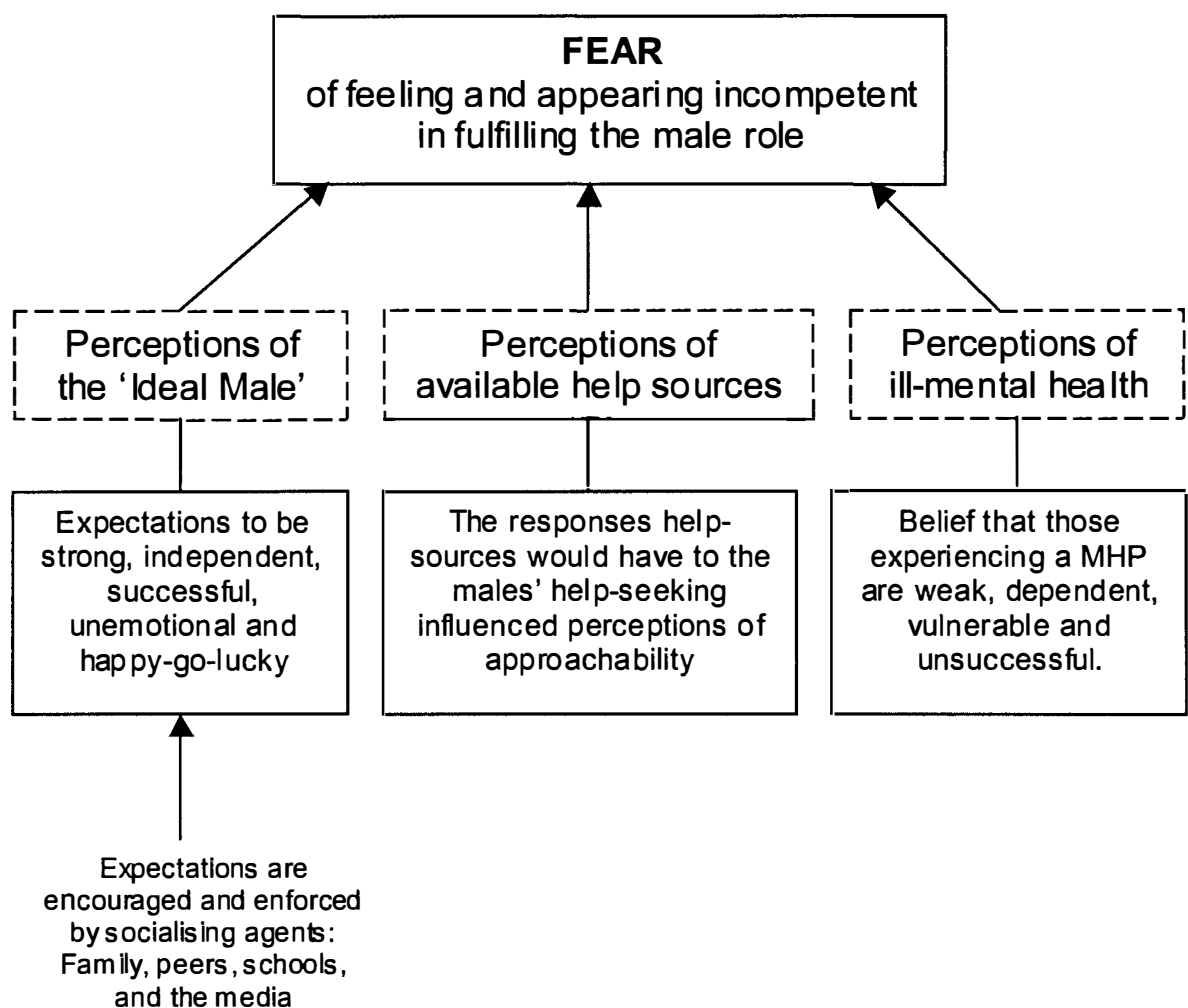 FEAR
of feeling and appearing incompetent
in fulfilling the male role
Perceptions of
the ‘Ideal Male’
Perceptions of
available help sources
Perceptions of
ill-mental health
Expectations to be
strong, independent,
successful,
unemotional and
happy-go-lucky
The responses help-
sources would have to the
males’ help-seeking
influenced perceptions of
approachability
Belief that those
experiencing a MHP
are weak, dependent,
vulnerable and
unsuccessful.
Expectations are
encouraged and enforced
by socialising agents:
Family, peers, schools,
and the media